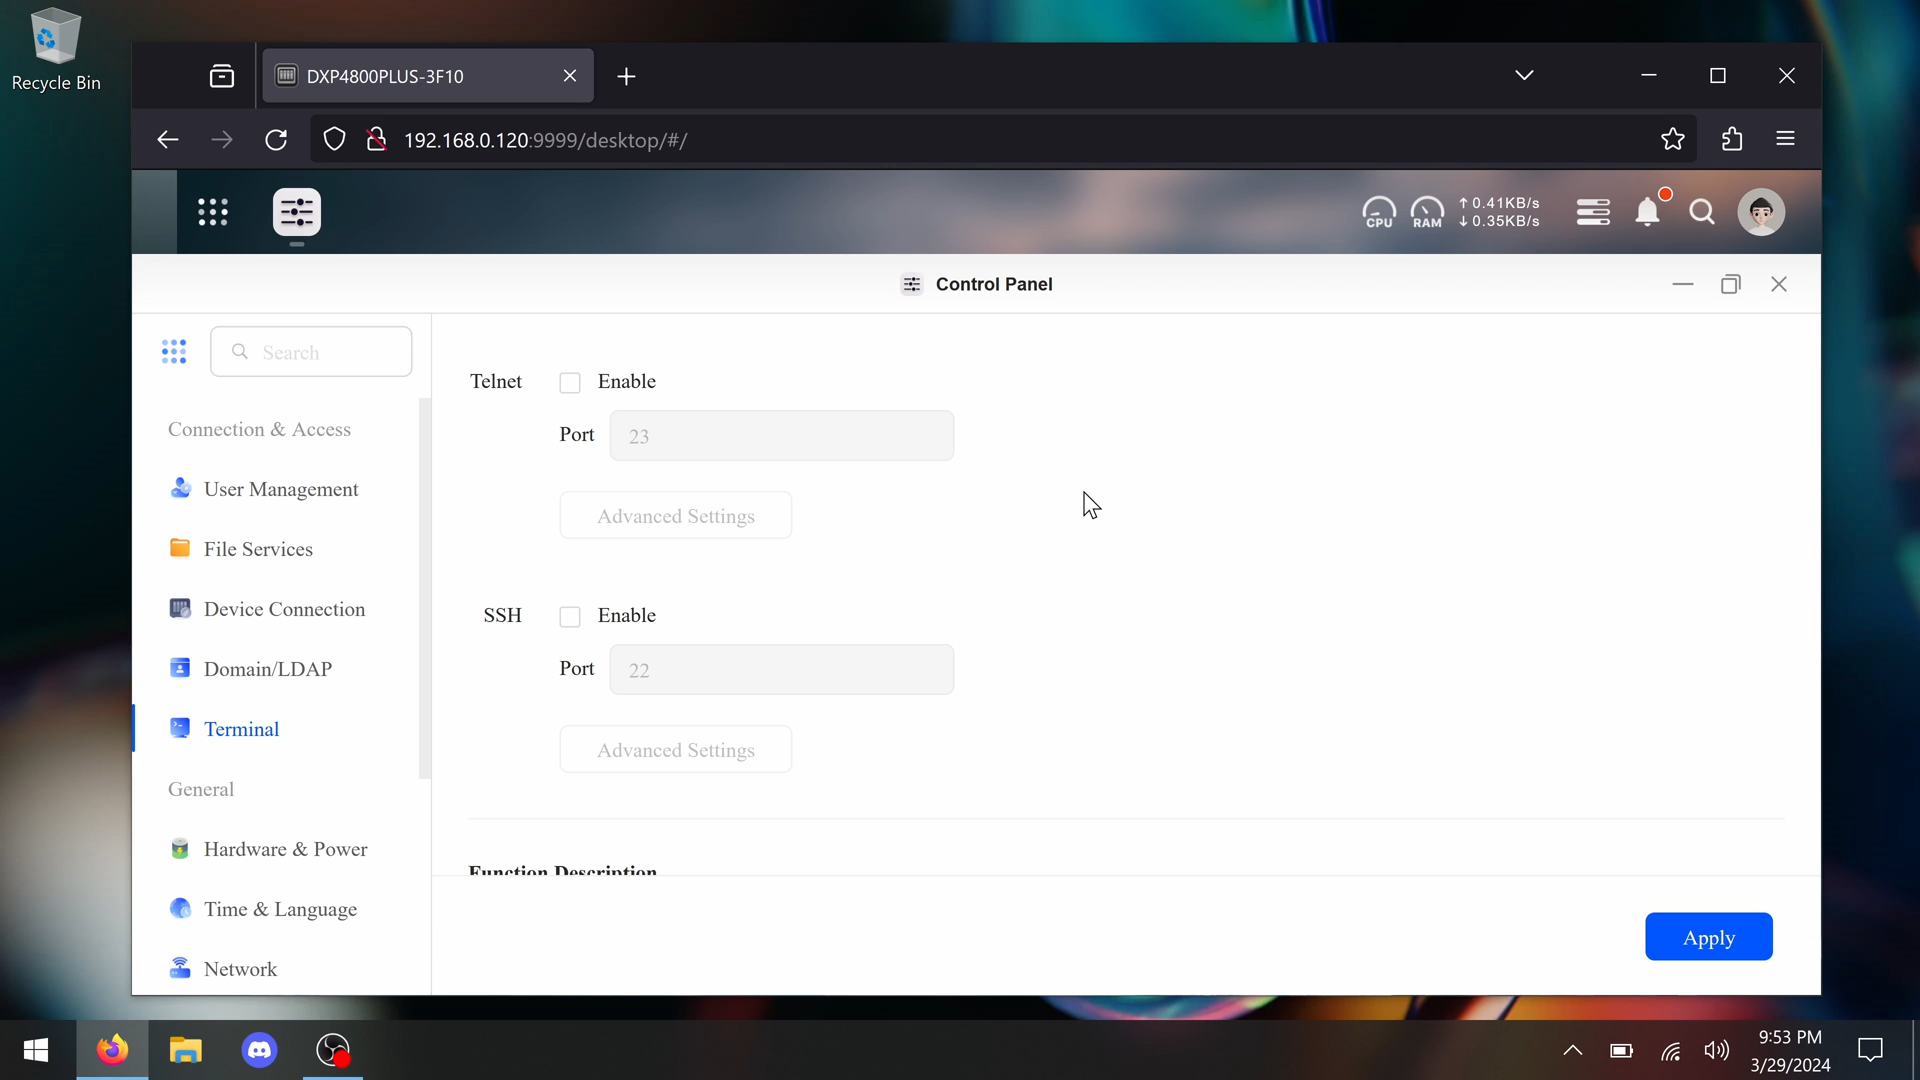 Recycle Bin
DXP4800PLUS-3F10
192.168.0.120:9999/desktop/#/
CPU
RAM
↑ 0.41KB/s
↓ 0.35KB/s
Control Panel
Search
Connection & Access
User Management
File Services
Device Connection
Domain/LDAP
Terminal
General
Hardware & Power
Time & Language
Network
Telnet
Enable
Port
23
Advanced Settings
SSH
Enable
Port
22
Advanced Settings
Function Description
Apply
9:53 PM
3/29/2024